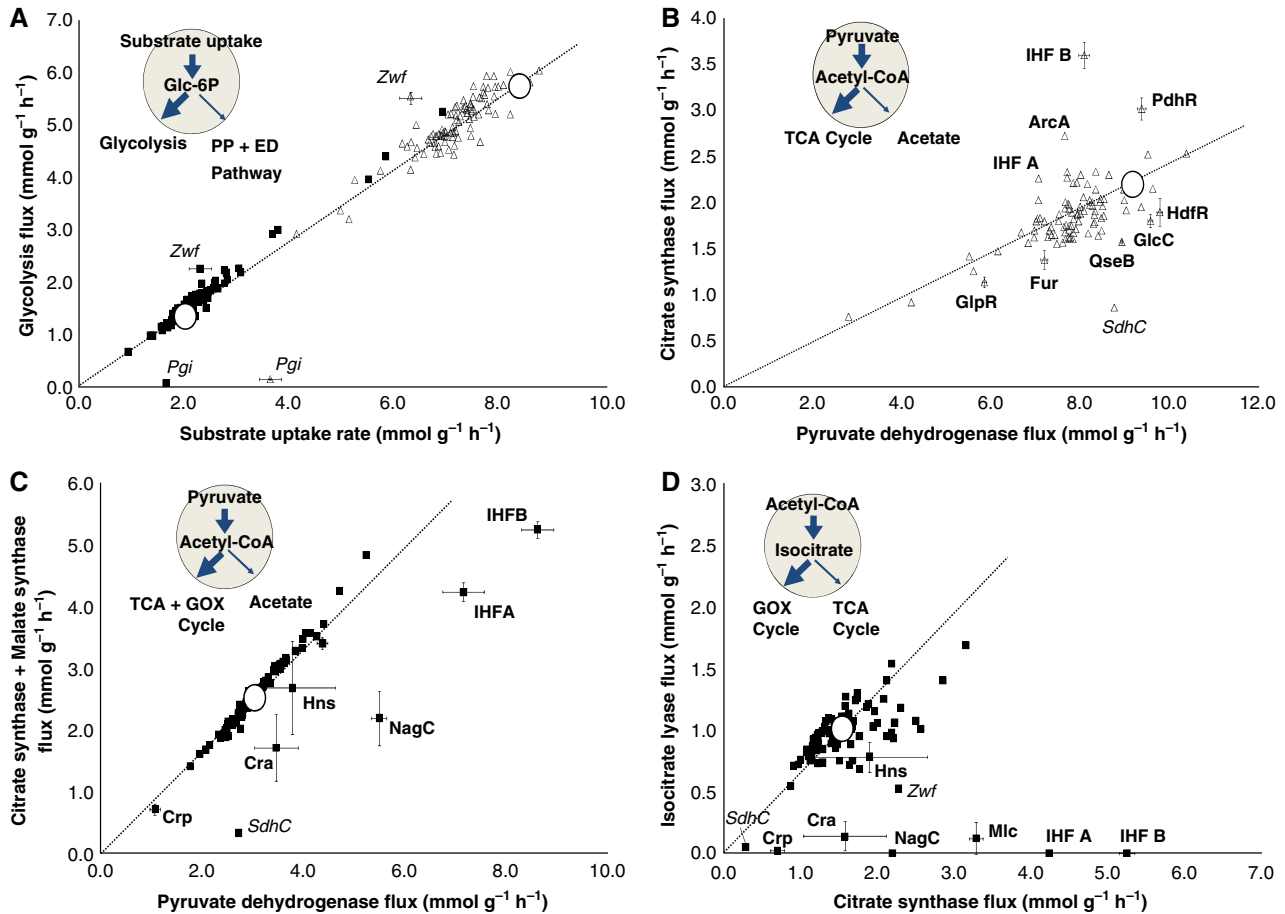 A
7.0
6.0
5.0
4.0
3.0
2.0
1.0
0.0
Glycolysis flux (mmol g⁻¹ h⁻¹)
Substrate uptake
Glc-6P
Glycolysis
PP + ED
Pathway
Zwf
Zwf
Pgi
Pgi
0.0 2.0 4.0 6.0 8.0 10.0
Substrate uptake rate (mmol g⁻¹ h⁻¹)
B
4.0
3.5
3.0
2.5
2.0
1.5
1.0
0.5
0.0
Citrate synthase flux (mmol g⁻¹ h⁻¹)
Pyruvate
Acetyl-CoA
TCA Cycle
Acetate
IHF B
PdhR
ArcA
IHF A
HdfR
GlcC
QseB
Fur
GlpR
SdhC
0.0 2.0 4.0 6.0 8.0 10.0 12.0
Pyruvate dehydrogenase flux (mmol g⁻¹ h⁻¹)
C
6.0
5.0
4.0
3.0
2.0
1.0
0.0
Citrate synthase + Malate synthase
flux (mmol g⁻¹ h⁻¹)
Pyruvate
Acetyl-CoA
TCA + GOX
Cycle
Acetate
IHFB
IHFA
Hns
NagC
Cra
Crp
SdhC
0.0 2.0 4.0 6.0 8.0 10.0
Pyruvate dehydrogenase flux (mmol g⁻¹ h⁻¹)
D
3.0
2.5
2.0
1.5
1.0
0.5
0.0
Isocitrate lyase flux (mmol g⁻¹ h⁻¹)
Acetyl-CoA
Isocitrate
GOX
Cycle
TCA
Cycle
Hns
Zwf
SdhC
Crp
Cra
NagC
Mlc
IHF A
IHF B
0.0 1.0 2.0 3.0 4.0 5.0 6.0 7.0
Citrate synthase flux (mmol g⁻¹ h⁻¹)